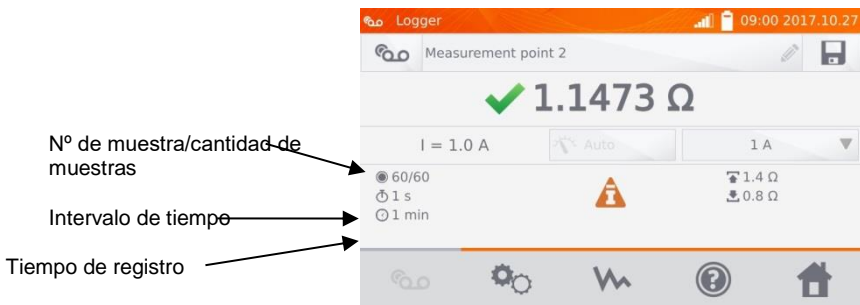 Logger
09:00 2017.10.27
Measurement point 2
1.1473 Ω
I = 1.0 A
Auto
1 A
Nº de muestra/cantidad de
muestras
60/60
1.4 Ω
1 s
0.8 Ω
Intervalo de tiempo
1 min
Tiempo de registro